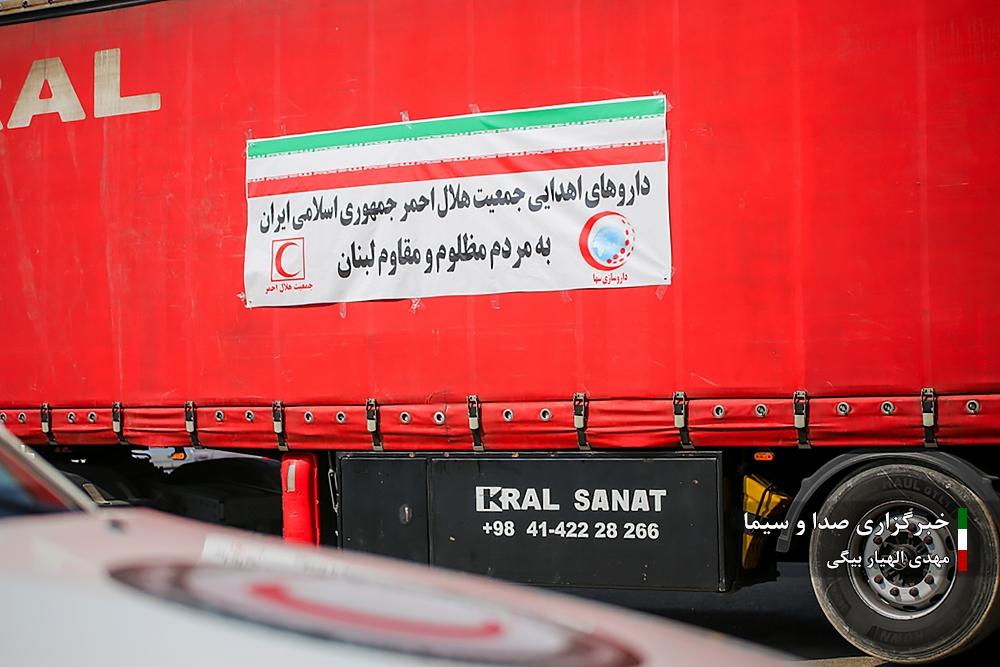 RAL
داروهای اهدایی جمعیت هلال احمر جمهوری اسلامی ایران
به مردم مظلوم و مقاوم لبنان
جمعیت هلال احمر
داروسازی سها
KRAL SANAT
+98 41-422 28 266
خبرگزاری صدا و سیما
مهدی الهیار بیگی